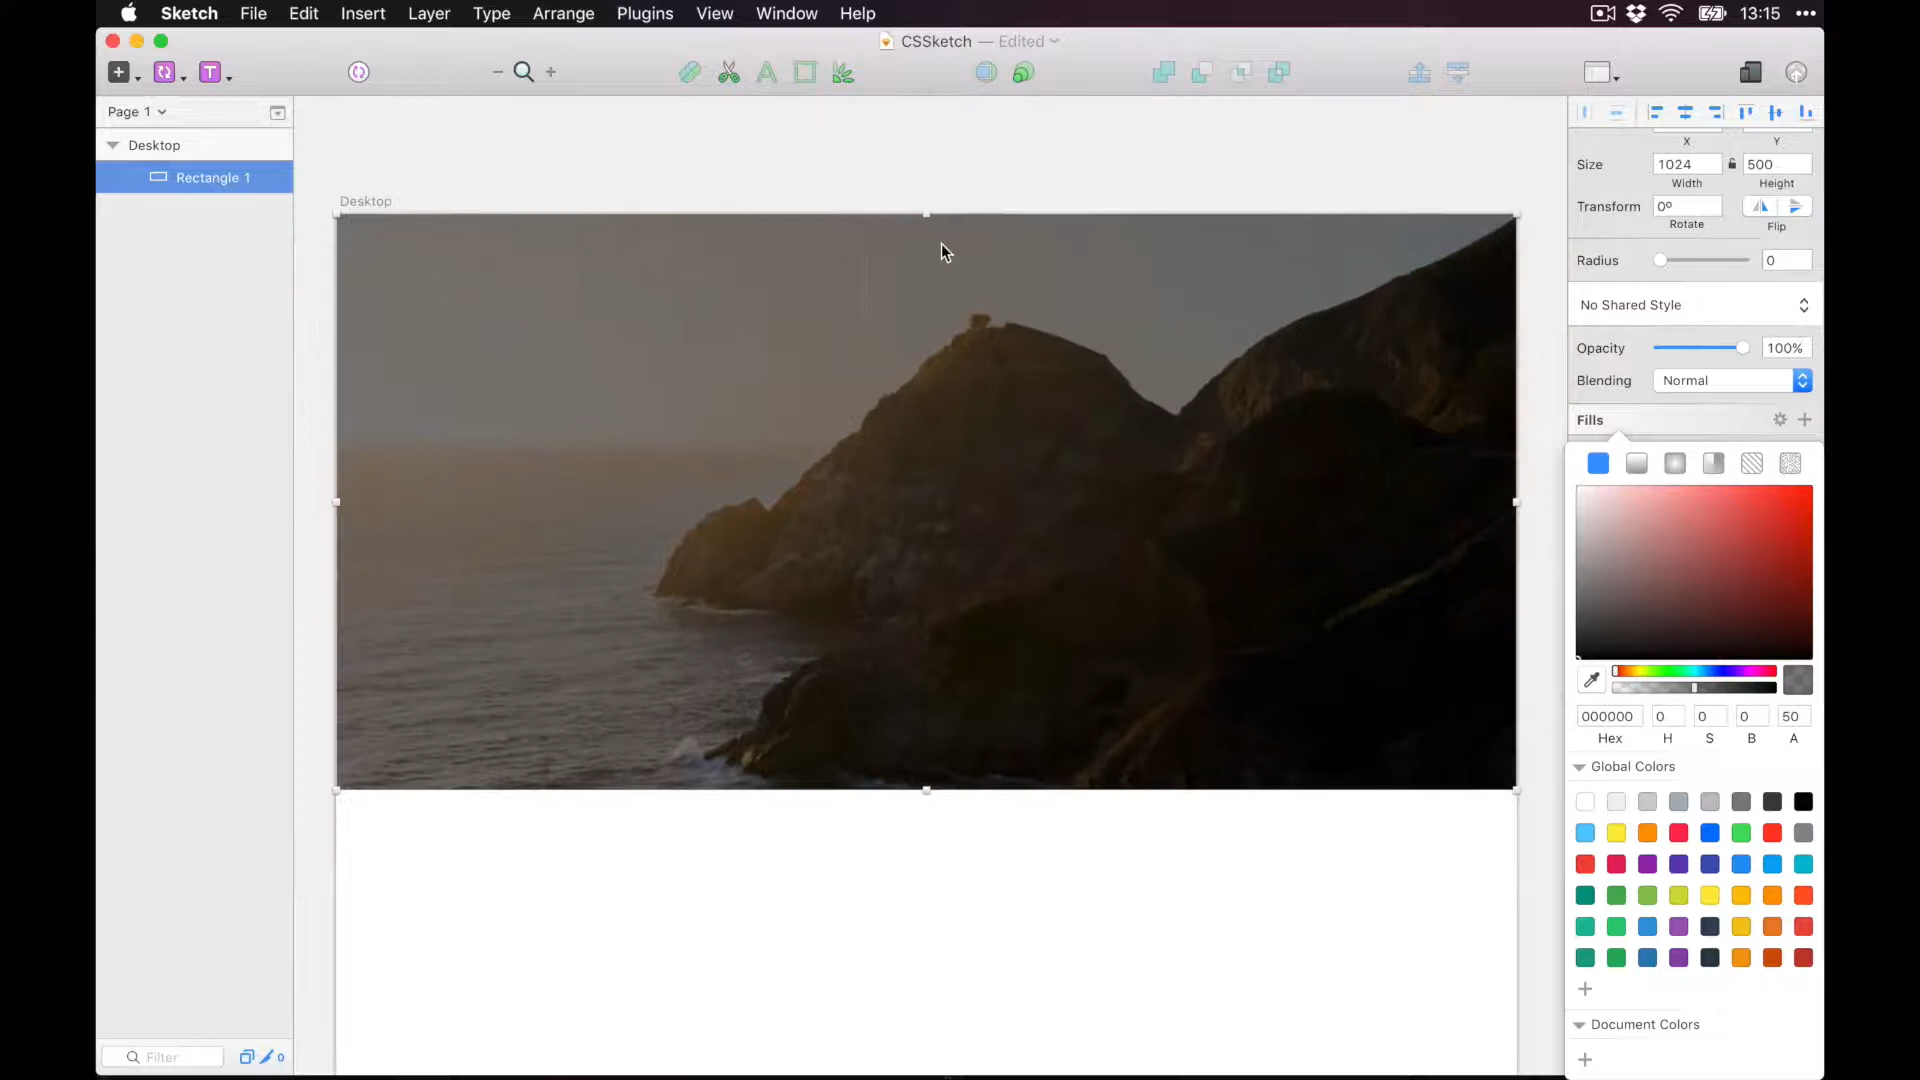 Sketch File Edit Insert Layer Type Arrange Plugins View Window Help 13:15
CSSketch — Edited
T
Page 1
Desktop
Rectangle 1
Desktop
X Y
Size 1024 500
Width Height
Transform 0º
Rotate Flip
Radius 0
No Shared Style
Opacity 100%
Blending Normal
Fills
000000 0 0 0 50
Hex H S B A
Global Colors
Document Colors
Filter 0